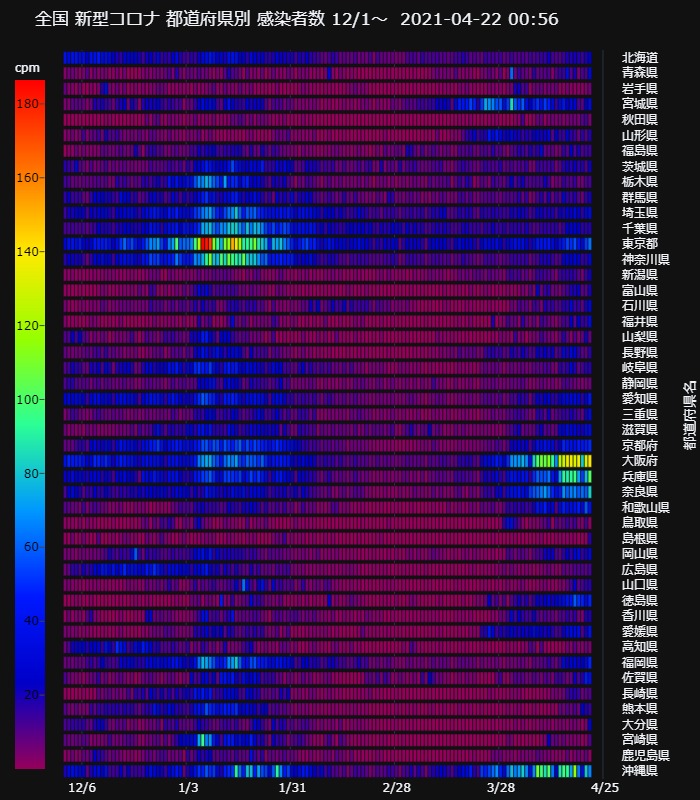 全国 新型コロナ 都道府県別 感染者数 12/1～ 2021-04-22 00:56
cpm
180
160
140
120
100
80
60
40
20
北海道
青森県
岩手県
宮城県
秋田県
山形県
福島県
茨城県
栃木県
群馬県
埼玉県
千葉県
東京都
神奈川県
新潟県
富山県
石川県
福井県
山梨県
長野県
岐阜県
静岡県
愛知県
三重県
滋賀県
京都府
大阪府
兵庫県
奈良県
和歌山県
鳥取県
島根県
岡山県
広島県
山口県
徳島県
香川県
愛媛県
高知県
福岡県
佐賀県
長崎県
熊本県
大分県
宮崎県
鹿児島県
沖縄県
都道府県名
12/6 1/3 1/31 2/28 3/28 4/25